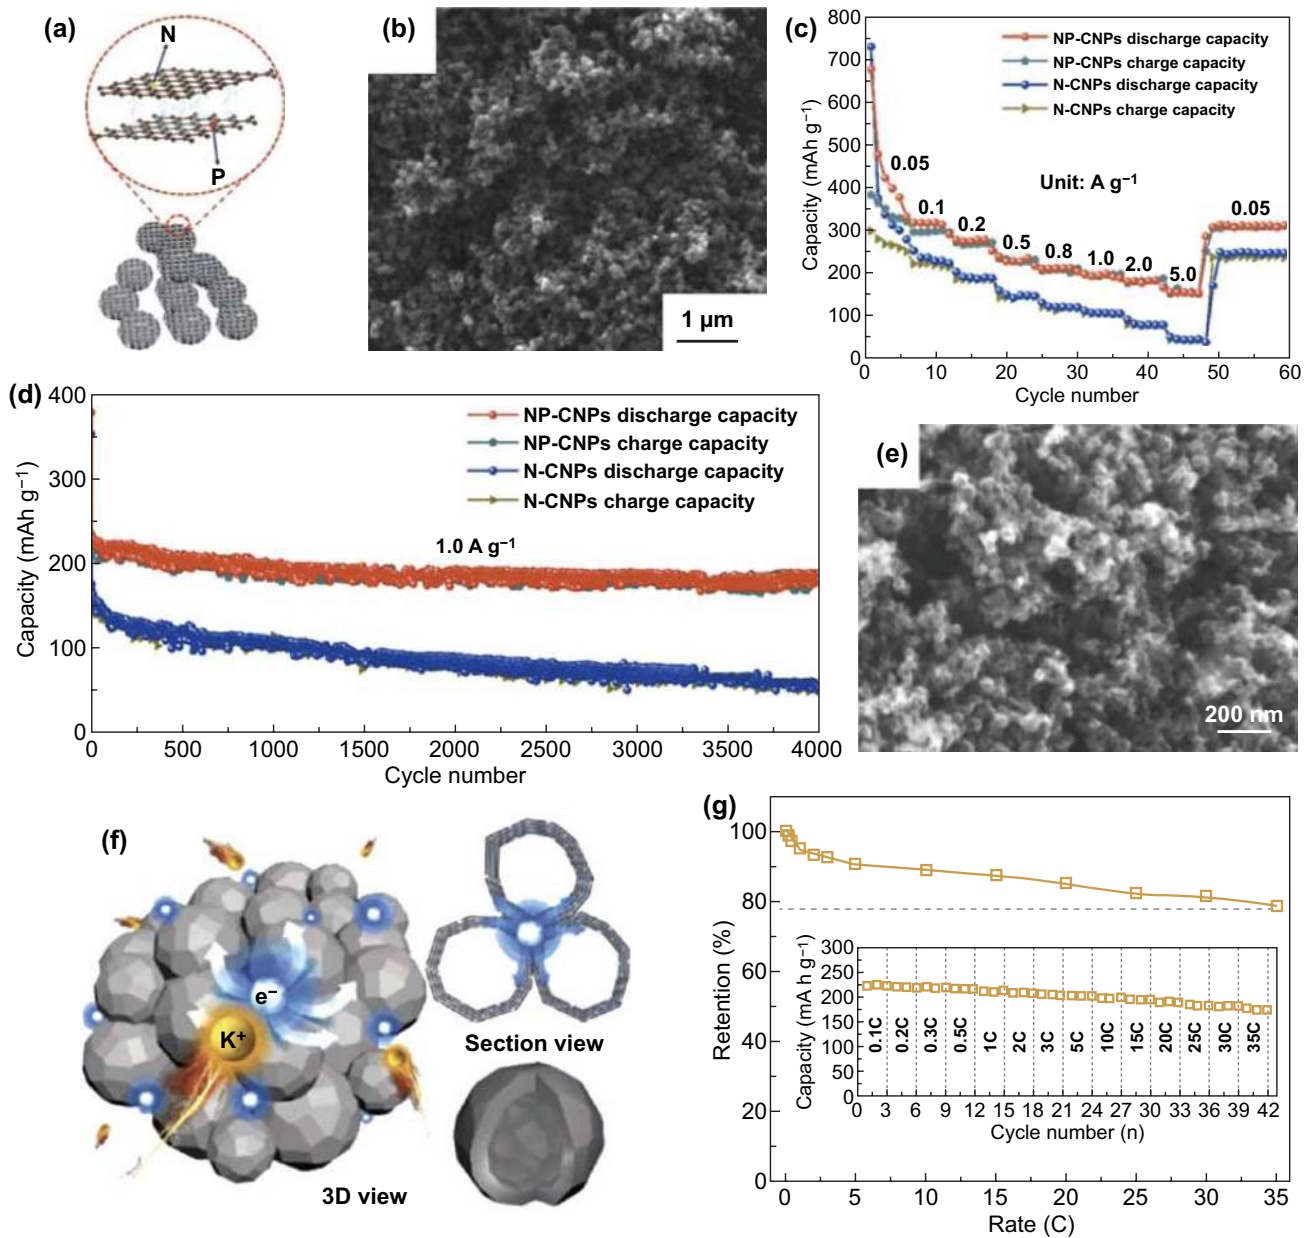 (a)
N
P
(b)
1 µm
(c)
Capacity (mAh g⁻¹)
800
700
600
500
400
300
200
100
0
NP-CNPs discharge capacity
NP-CNPs charge capacity
N-CNPs discharge capacity
N-CNPs charge capacity
Unit: A g⁻¹
0.05
0.1
0.2
0.5
0.8
1.0
2.0
5.0
0.05
0 10 20 30 40 50 60
Cycle number
(d)
Capacity (mAh g⁻¹)
400
300
200
100
0
NP-CNPs discharge capacity
NP-CNPs charge capacity
N-CNPs discharge capacity
N-CNPs charge capacity
1.0 A g⁻¹
0 500 1000 1500 2000 2500 3000 3500 4000
Cycle number
(e)
200 nm
(f)
e⁻
K⁺
3D view
Section view
(g)
Retention (%)
100
80
60
40
20
0
Capacity (mA h g⁻¹)
300
225
200
175
150
125
100
75
50
25
0
0.1C 0.2C 0.3C 0.5C 1C 2C 3C 5C 10C 15C 20C 25C 30C 35C
0 3 6 9 12 15 18 21 24 27 30 33 36 39 42
Cycle number (n)
0 5 10 15 20 25 30 35
Rate (C)